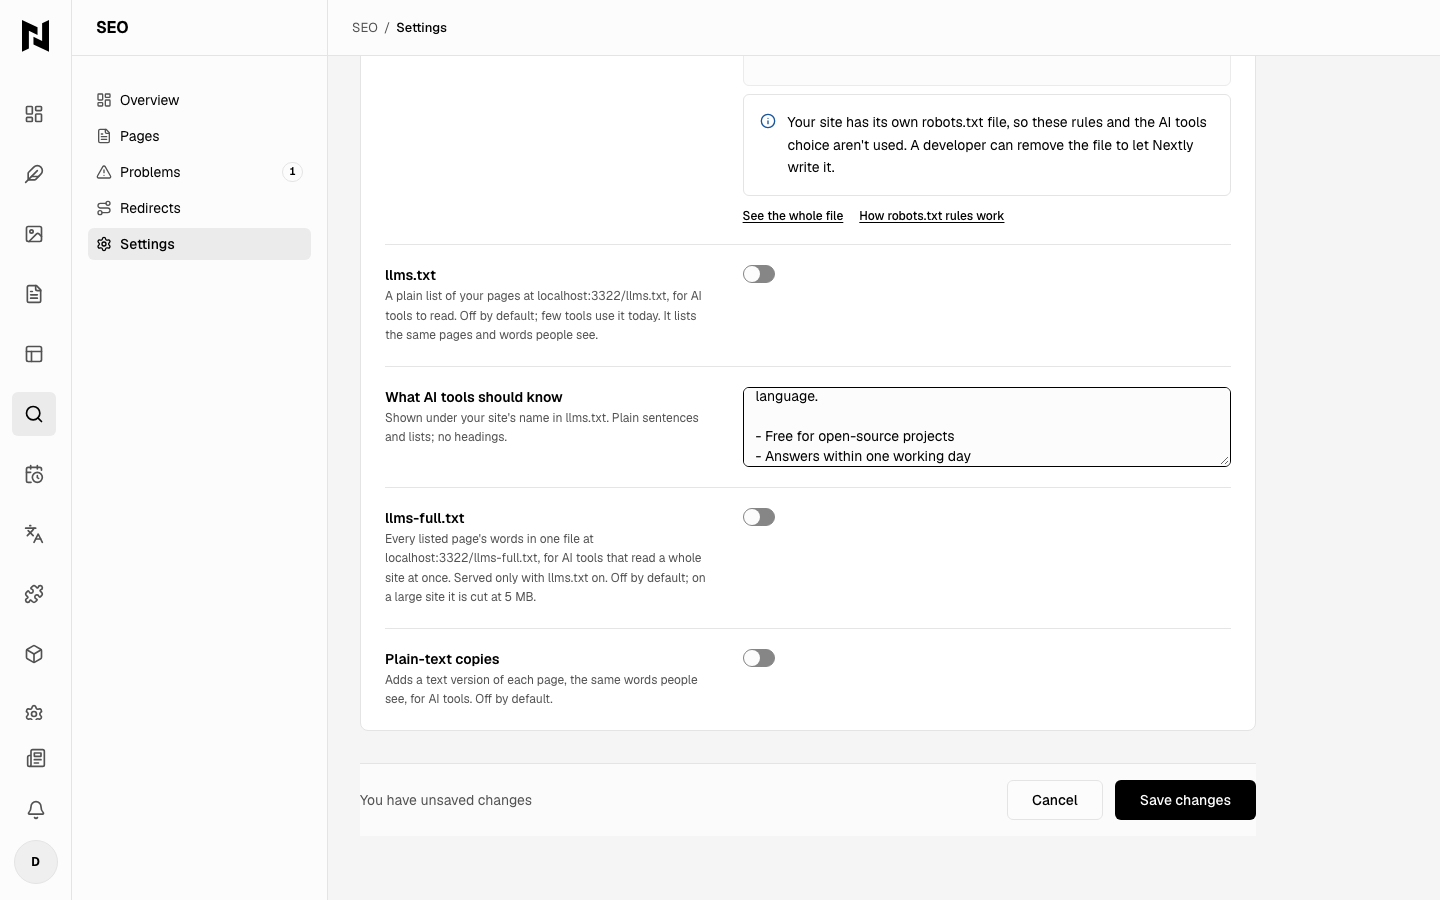 SEO
SEO / Settings
Overview
Pages
Problems 1
Redirects
Settings
Your site has its own robots.txt file, so these rules and the AI tools
choice aren't used. A developer can remove the file to let Nextly
write it.
See the whole file How robots.txt rules work
llms.txt
A plain list of your pages at localhost:3322/llms.txt, for AI
tools to read. Off by default; few tools use it today. It lists
the same pages and words people see.
What AI tools should know
Shown under your site's name in llms.txt. Plain sentences
and lists; no headings.
language.
- Free for open-source projects
- Answers within one working day
llms-full.txt
Every listed page's words in one file at
localhost:3322/llms-full.txt, for AI tools that read a whole
site at once. Served only with llms.txt on. Off by default; on
a large site it is cut at 5 MB.
Plain-text copies
Adds a text version of each page, the same words people
see, for AI tools. Off by default.
You have unsaved changes
Cancel
Save changes
D